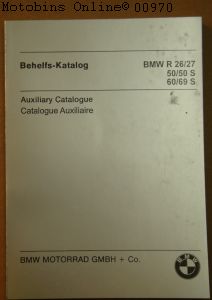 Motobins Online © 00970
Behelfs-Katalog
BMW R 26/27
50/50 S
60/69 S
Auxiliary Catalogue
Catalogue Auxiliaire
BMW MOTORRAD GMBH + Co.
BMW